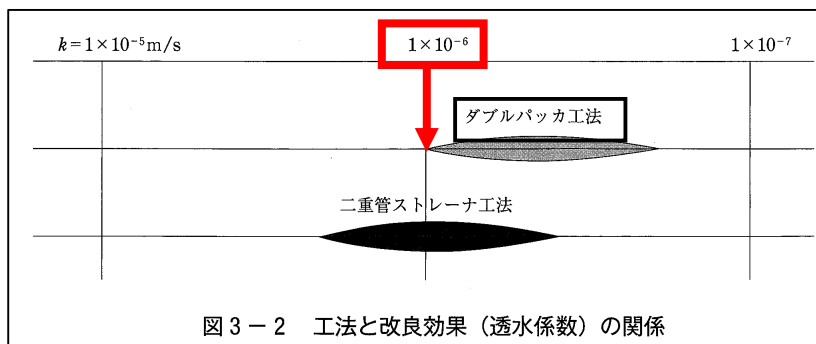 k=1×10⁻⁵m/s 1×10⁻⁶ 1×10⁻⁷
ダブルパッカ工法
二重管ストレーナ工法
図3-2 工法と改良効果(透水係数)の関係